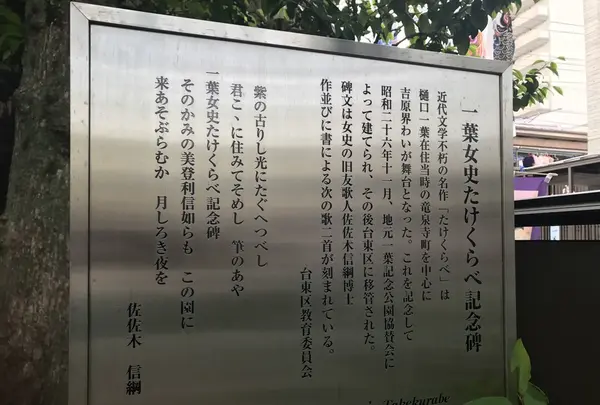 一葉女史たけくらべ記念碑
近代文学不朽の名作「たけくらべ」は
樋口一葉在住当時の竜泉寺町を中心に
吉原界わいが舞台となった。これを記念して
昭和二十六年十一月、地元一葉記念公園協賛会に
よって建てられ、その後台東区に移管された。
碑文は女史の旧友歌人佐佐木信綱博士
作並びに書による次の歌二首が刻まれている。
台東区教育委員会
紫の古りし光にたぐへつべし
君こゝに住みてそめし 筆のあや
一葉女史たけくらべ記念碑
そのかみの美登利信如らも この園に
来あそぶらむか 月しろき夜を
佐佐木 信綱
Takekurabe